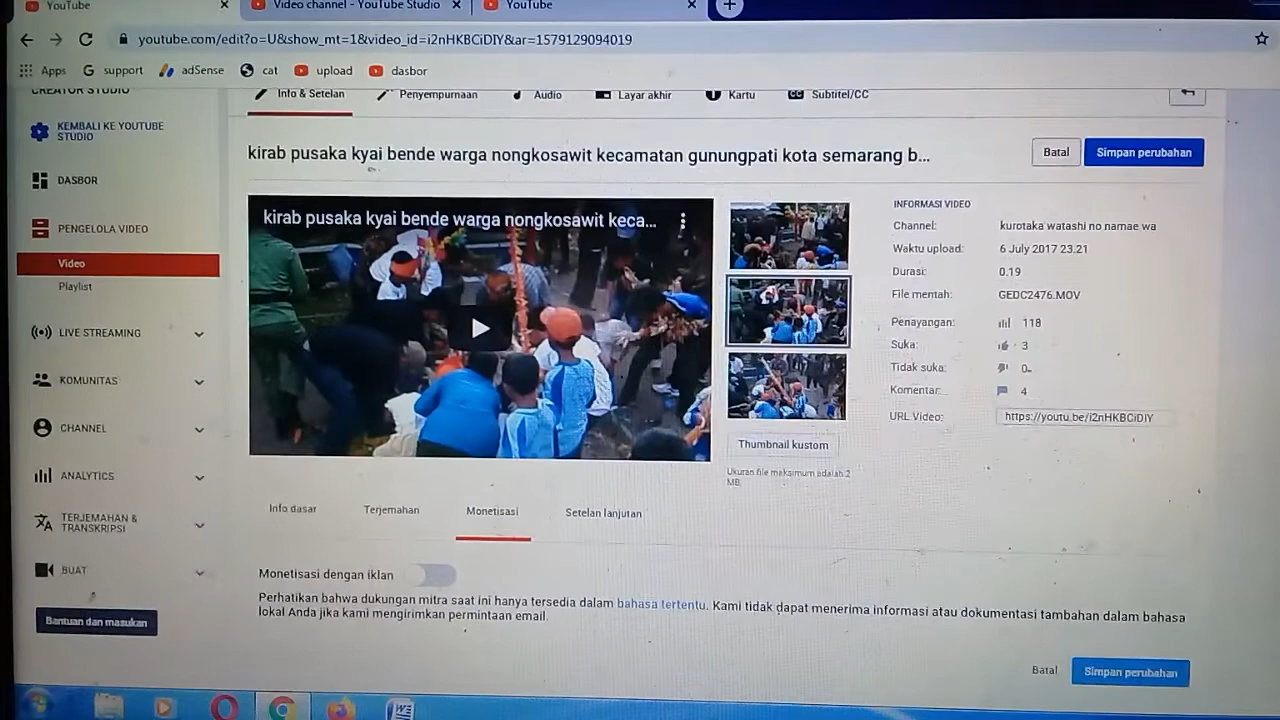 YouTube
Video channel - YouTube Studio
YouTube
youtube.com/edit?o=U&show_mt=1&video_id=i2nHKBCiDIY&ar=1579129094019
Apps
support
adSense
cat
upload
dasbor
CREATOR STUDIO
Info & Setelan
Penyempurnaan
Audio
Layar akhir
Kartu
CC Subtitel/CC
KEMBALI KE YOUTUBE
STUDIO
kirab pusaka kyai bende warga nongkosawit kecamatan gunungpati kota semarang b...
Batal
Simpan perubahan
DASBOR
PENGELOLA VIDEO
Video
Playlist
LIVE STREAMING
KOMUNITAS
CHANNEL
ANALYTICS
TERJEMAHAN &
TRANSKRIPSI
BUAT
Bantuan dan masukan
kirab pusaka kyai bende warga nongkosawit keca...
Thumbnail kustom
Ukuran file maksimum adalah 2
MB.
INFORMASI VIDEO
Channel: kurotaka watashi no namae wa
Waktu upload: 6 July 2017 23.21
Durasi: 0.19
File mentah: GEDC2476.MOV
Penayangan: 118
Suka: 3
Tidak suka: 0
Komentar: 4
URL Video: https://youtu.be/i2nHKBCiDIY
Info dasar
Terjemahan
Monetisasi
Setelan lanjutan
Monetisasi dengan iklan
Perhatikan bahwa dukungan mitra saat ini hanya tersedia dalam bahasa tertentu. Kami tidak dapat menerima informasi atau dokumentasi tambahan dalam bahasa
lokal Anda jika kami mengirimkan permintaan email.
Batal
Simpan perubahan